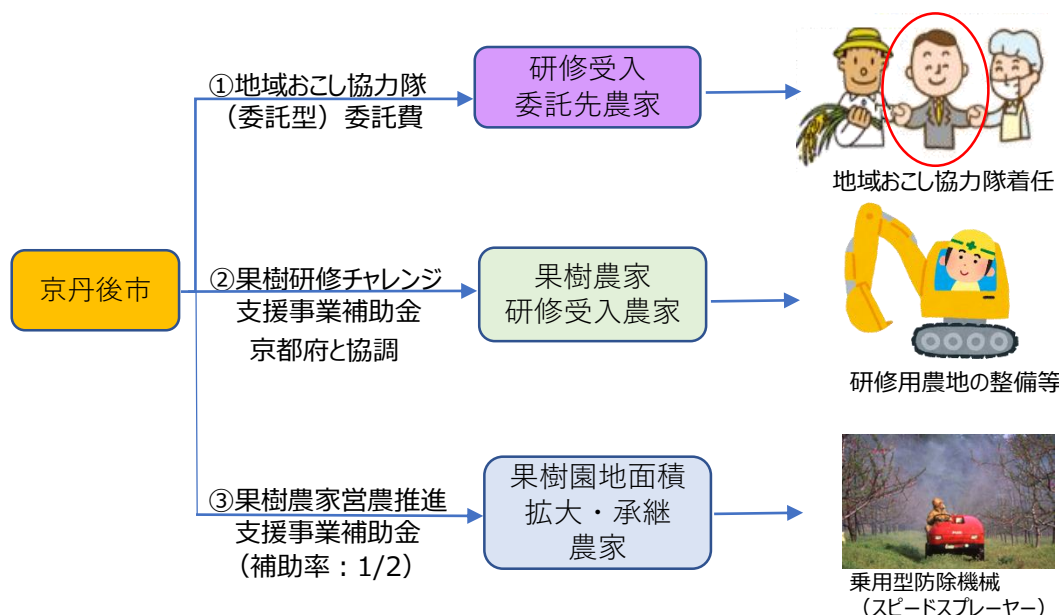 京丹後市
①地域おこし協力隊
（委託型）委託費
研修受入
委託先農家
地域おこし協力隊着任
②果樹研修チャレンジ
支援事業補助金
京都府と協調
果樹農家
研修受入農家
研修用農地の整備等
③果樹農家営農推進
支援事業補助金
（補助率：1/2）
果樹園地面積
拡大・承継
農家
乗用型防除機械
（スピードスプレーヤー）